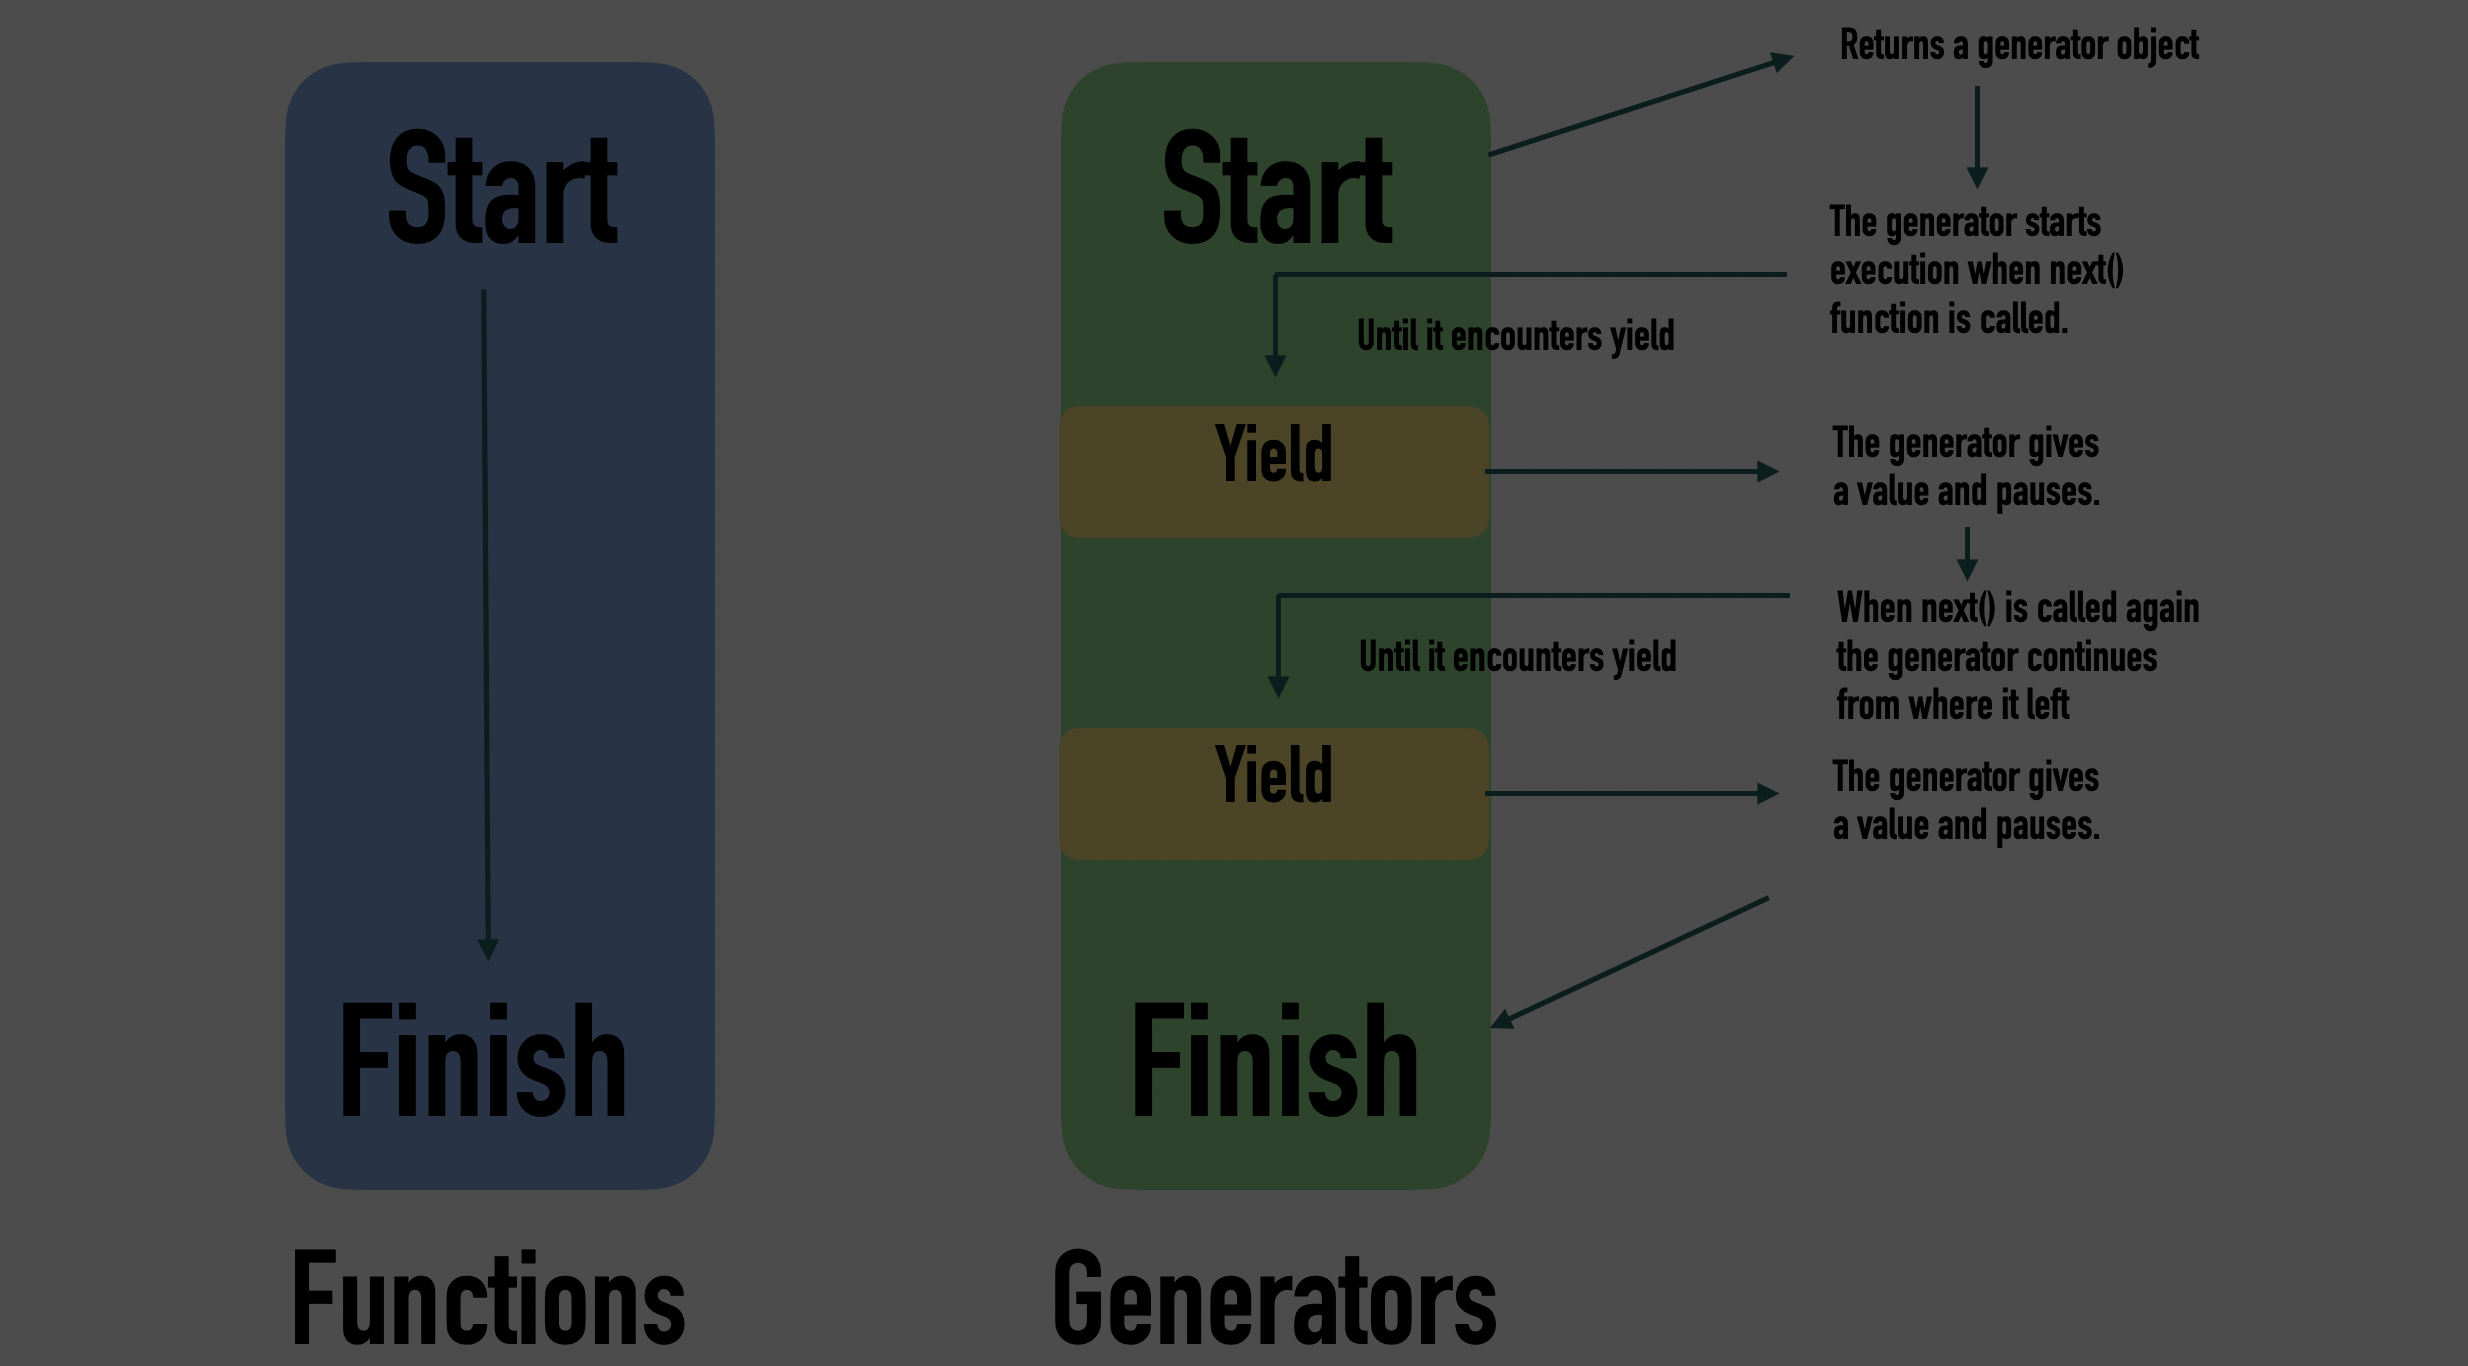 Start
Finish
Functions
Start
Until it encounters yield
Yield
Until it encounters yield
Yield
Finish
Generators
Returns a generator object
The generator starts
execution when next()
function is called.
The generator gives
a value and pauses.
When next() is called again
the generator continues
from where it left
The generator gives
a value and pauses.